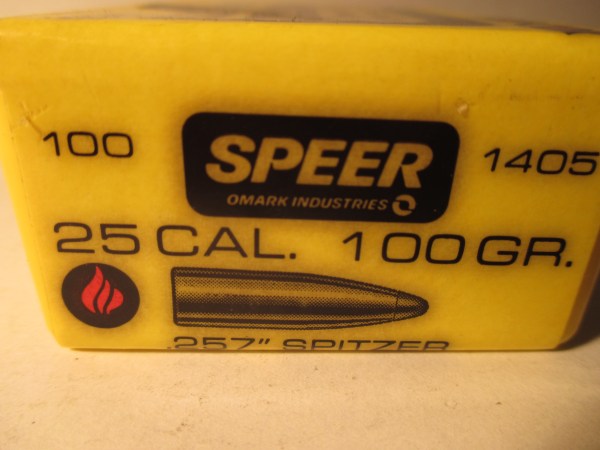 100 SPEER 1405
OMARK INDUSTRIES
25 CAL. 100 GR.
.257" SPITZER